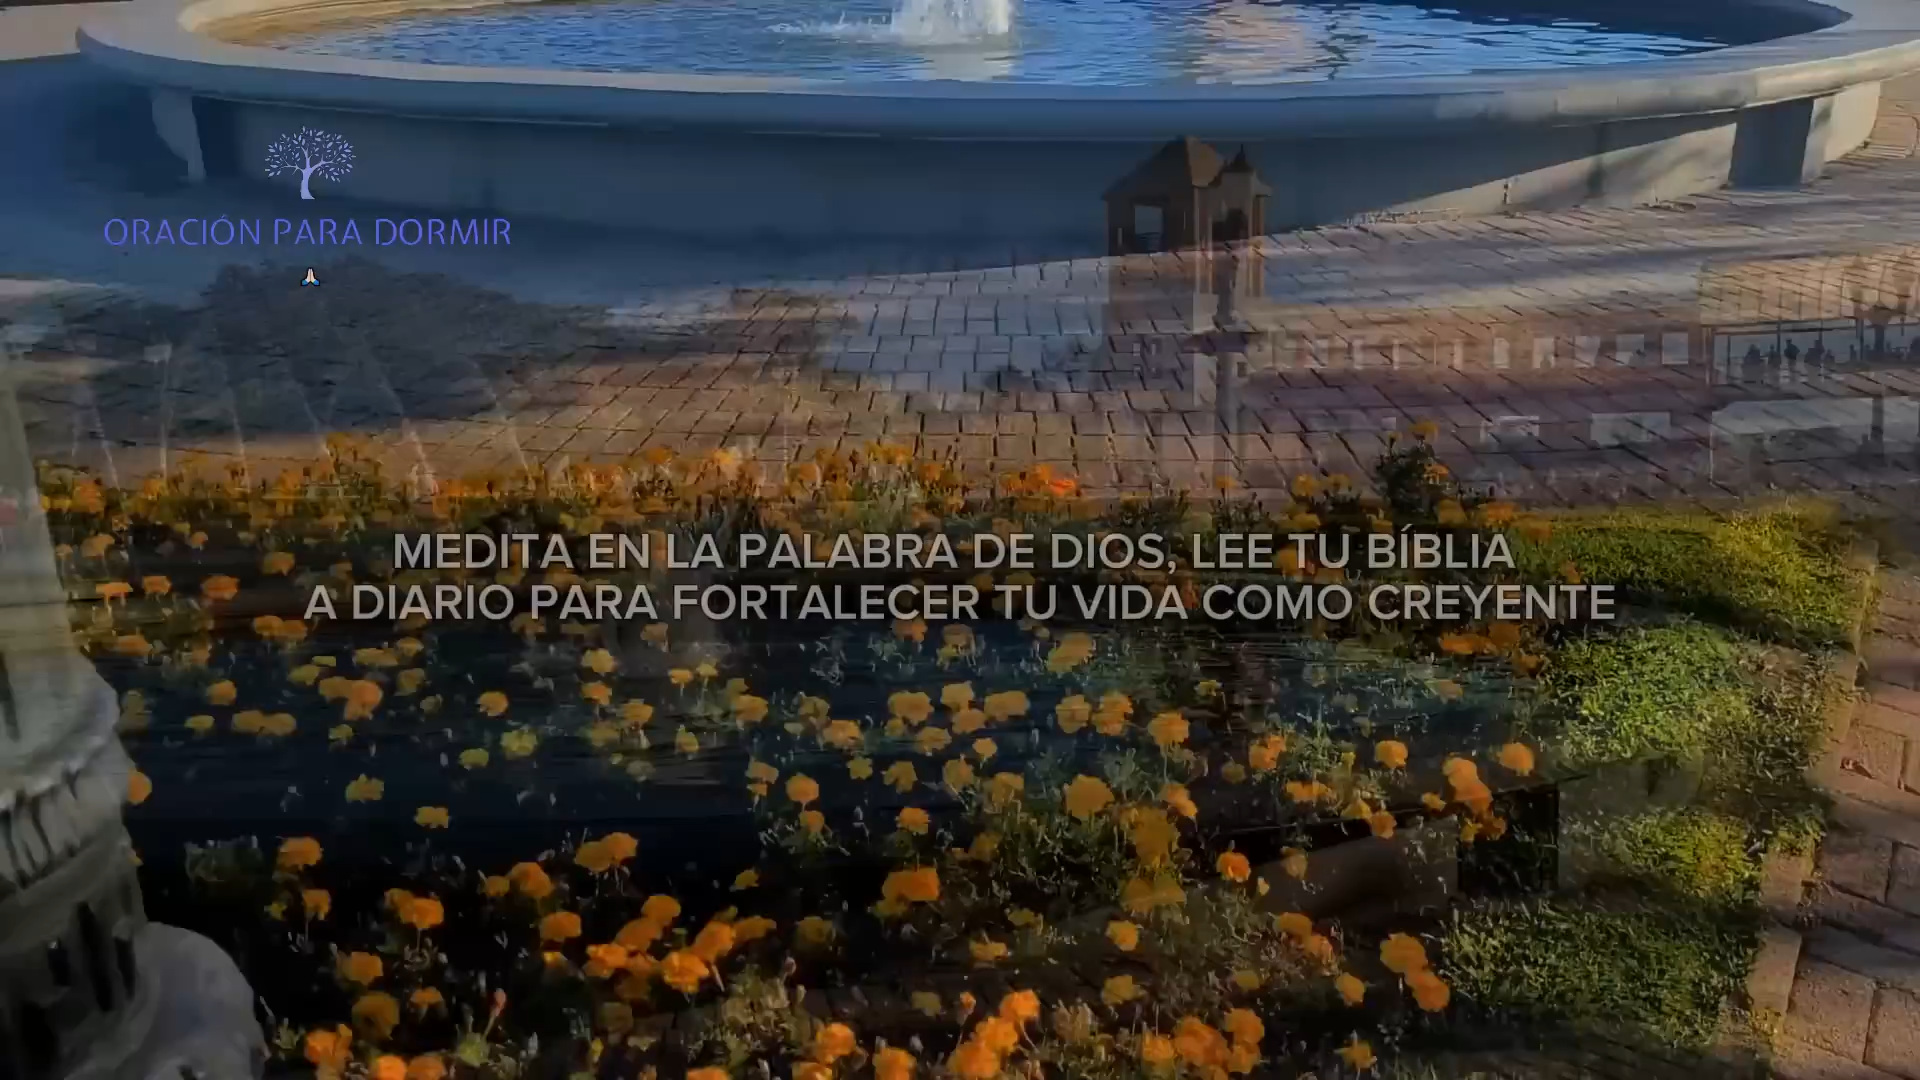 ORACIÓN PARA DORMIR
MEDITA EN LA PALABRA DE DIOS, LEE TU BÍBLIA
A DIARIO PARA FORTALECER TU VIDA COMO CREYENTE